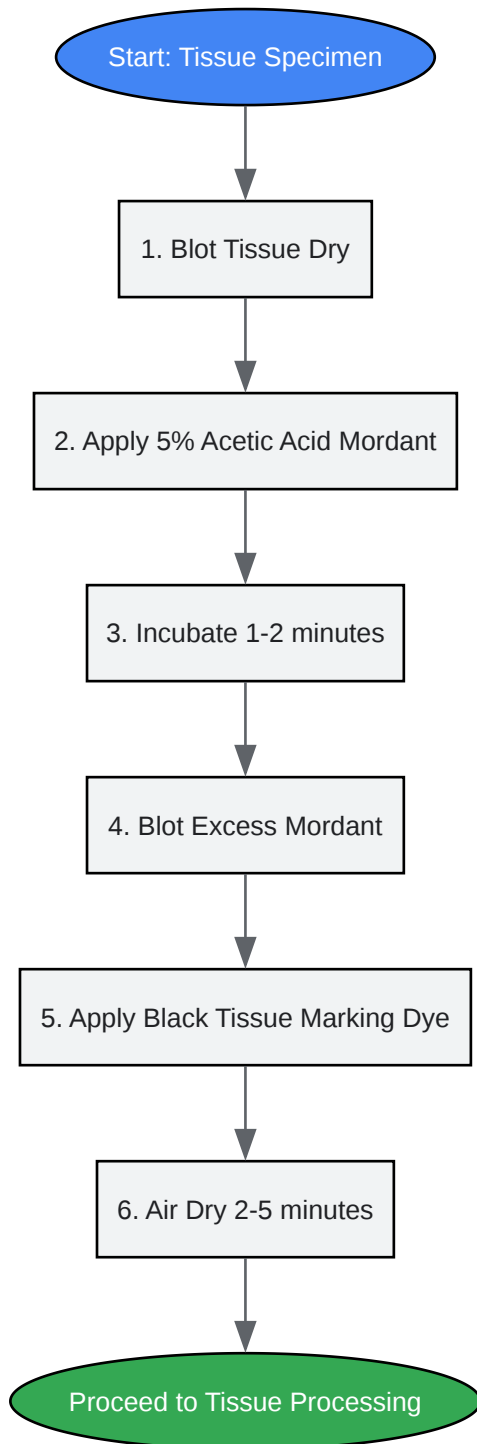 Start: Tissue Specimen
1. Blot Tissue Dry
2. Apply 5% Acetic Acid Mordant
3. Incubate 1-2 minutes
4. Blot Excess Mordant
5. Apply Black Tissue Marking Dye
6. Air Dry 2-5 minutes
Proceed to Tissue Processing